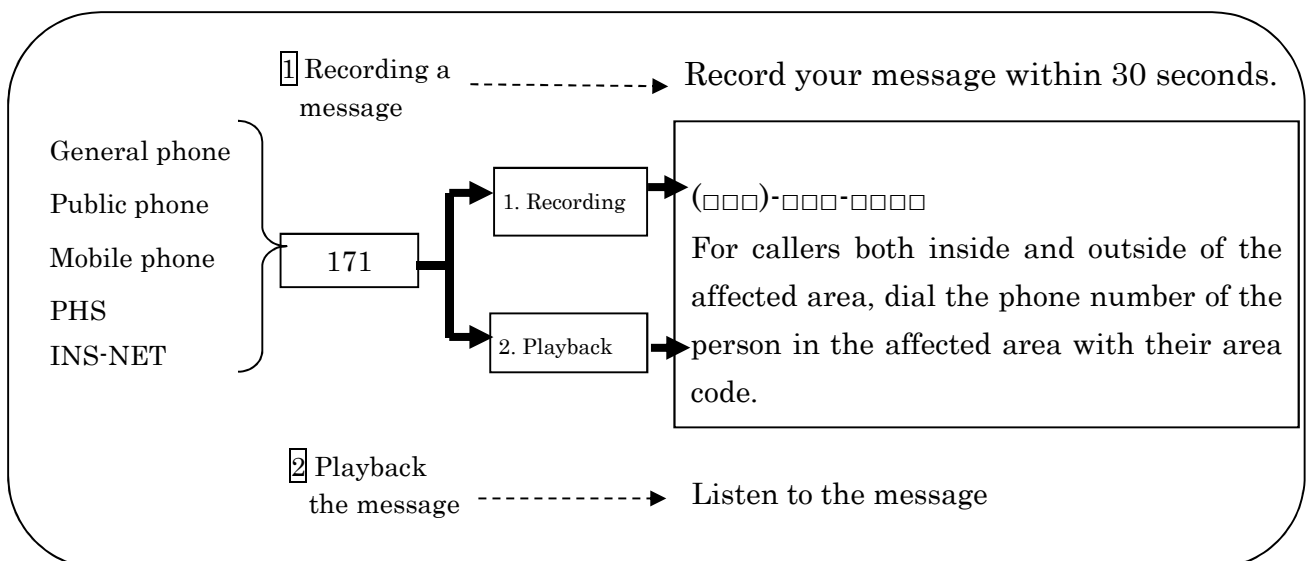 1 Recording a
message
Record your message within 30 seconds.
General phone
Public phone
Mobile phone
PHS
INS-NET
171
1. Recording
2. Playback
(□□□)-□□□-□□□□
For callers both inside and outside of the
affected area, dial the phone number of the
person in the affected area with their area
code.
2 Playback
the message
Listen to the message